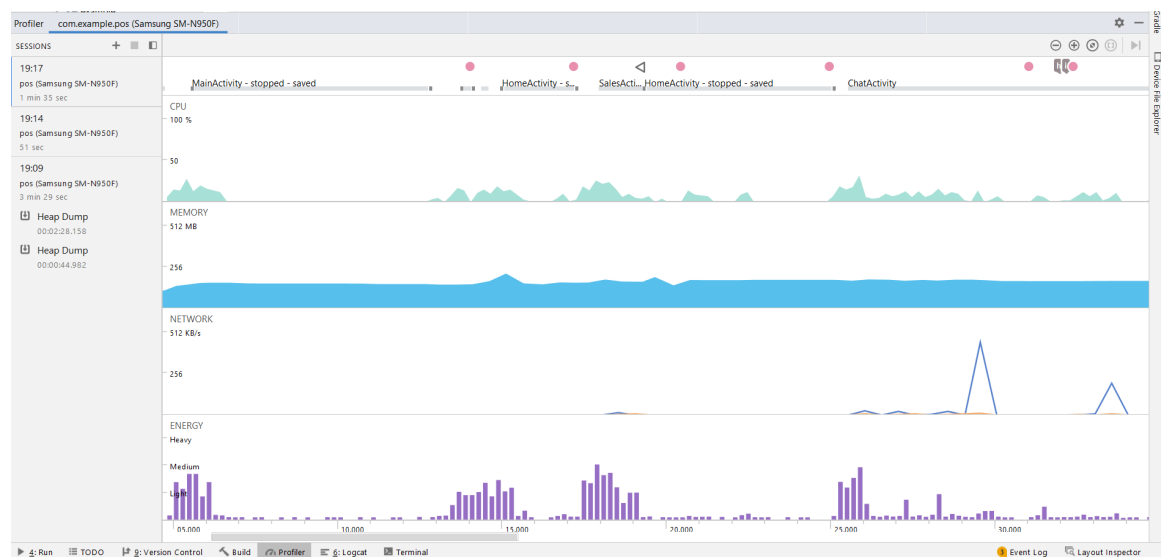 Profiler com.example.pos (Samsung SM-N950F)
SESSIONS
19:17
pos (Samsung SM-N950F)
1 min 35 sec
19:14
pos (Samsung SM-N950F)
51 sec
19:09
pos (Samsung SM-N950F)
3 min 29 sec
Heap Dump
00:02:28.158
Heap Dump
00:00:44.982
MainActivity - stopped - saved
HomeActivity - s...
SalesActi...
HomeActivity - stopped - saved
ChatActivity
CPU
100 %
50
MEMORY
512 MB
256
NETWORK
512 KB/s
256
ENERGY
Heavy
Medium
Light
05.000
10.000
15.000
20.000
25.000
30.000
Gradle
Device File Explorer
4: Run
TODO
9: Version Control
Build
Profiler
6: Logcat
Terminal
3 Event Log
Layout Inspector